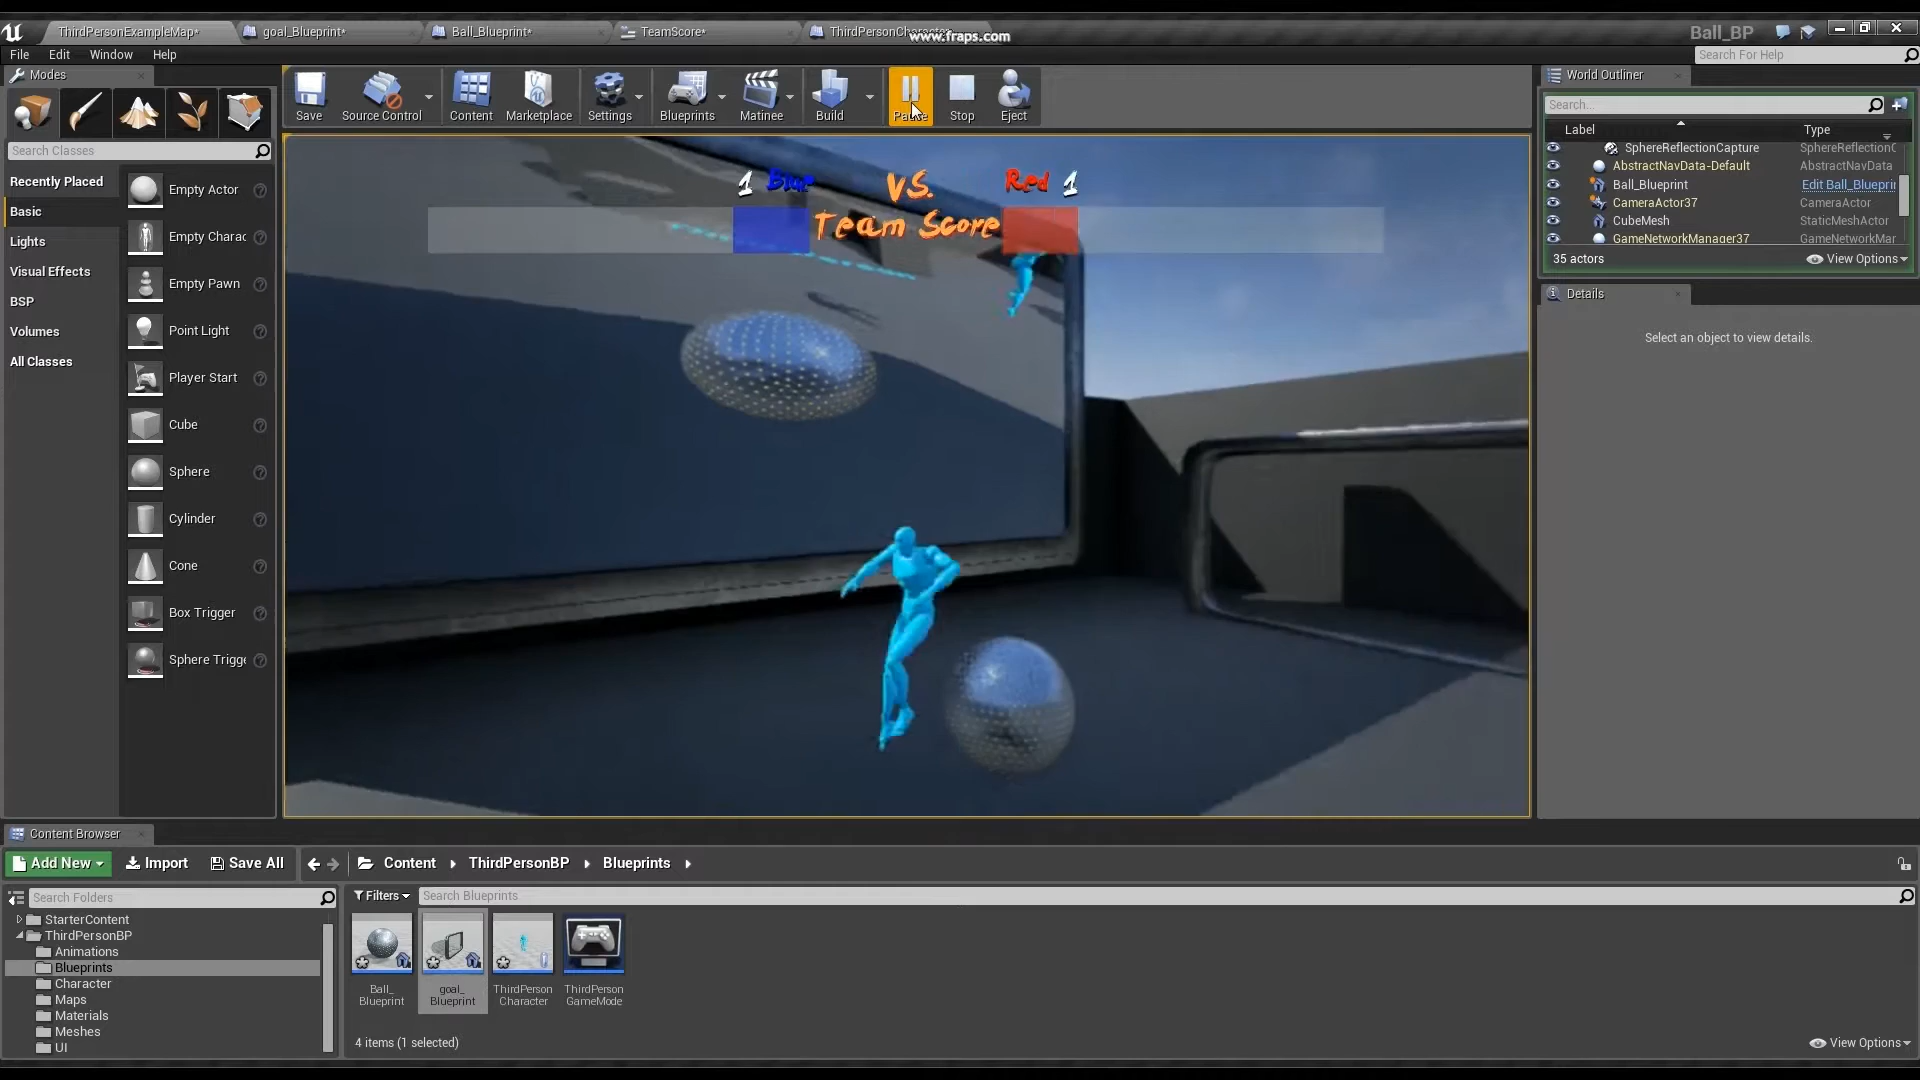 ThirdPersonExampleMap*
goal_Blueprint*
Ball_Blueprint*
TeamScore*
ThirdPersonCharacter
www.fraps.com
Ball_BP
File Edit Window Help
Search For Help
Modes
Search Classes
Recently Placed
Basic
Lights
Visual Effects
BSP
Volumes
All Classes
Empty Actor
Empty Charac
Empty Pawn
Point Light
Player Start
Cube
Sphere
Cylinder
Cone
Box Trigger
Sphere Trigge
Save
Source Control
Content
Marketplace
Settings
Blueprints
Matinee
Build
Pause
Stop
Eject
1 Blue VS. Red 1
Team Score
World Outliner
Search...
Label Type
SphereReflectionCapture SphereReflectionC
AbstractNavData-Default AbstractNavData
Ball_Blueprint Edit Ball_Blueprin
CameraActor37 CameraActor
CubeMesh StaticMeshActor
GameNetworkManager37 GameNetworkMar
35 actors
View Options
Details
Select an object to view details.
Content Browser
Add New
Import
Save All
Content ThirdPersonBP Blueprints
Search Folders
StarterContent
ThirdPersonBP
Animations
Blueprints
Character
Maps
Materials
Meshes
UI
Filters
Search Blueprints
Ball_
Blueprint
goal_
Blueprint
ThirdPerson
Character
ThirdPerson
GameMode
4 items (1 selected)
View Options